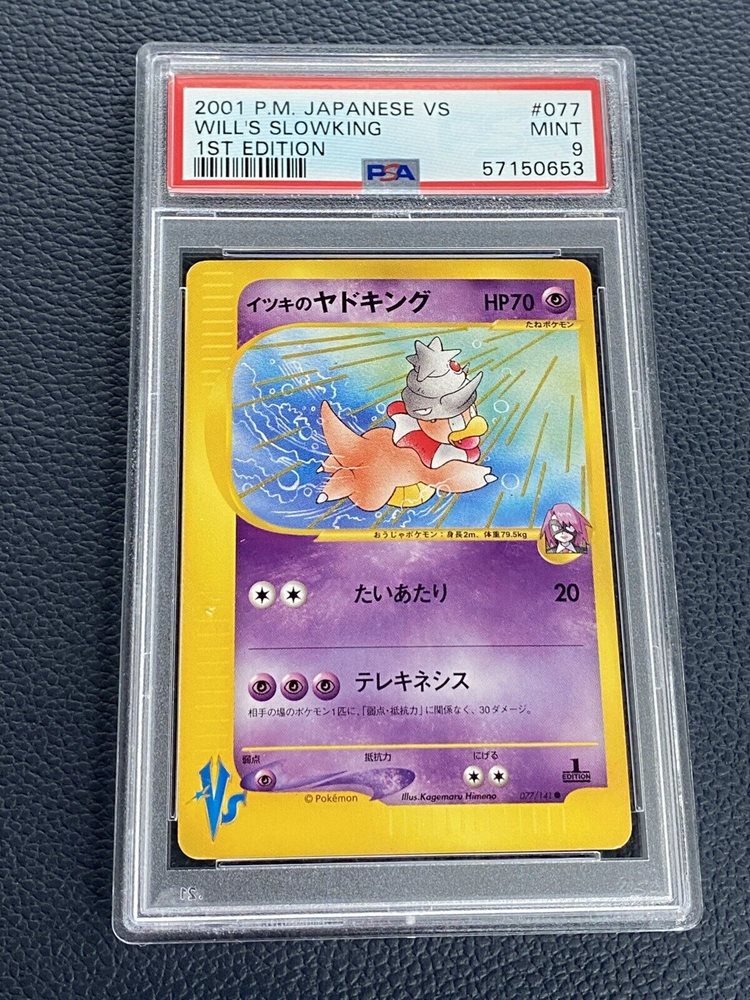 2001 P.M. JAPANESE VS #077
WILL'S SLOWKING MINT
1ST EDITION 9
PSA 57150653
イツキのヤドキング HP70
たねポケモン
おうじゃポケモン：身長2m、体重79.5kg
たいあたり 20
テレキネシス
相手の場のポケモン1匹に、「弱点・抵抗力」に関係なく、30ダメージ。
弱点 抵抗力 にげる
1
EDITION
VS
©Pokémon Illus.Kagemaru Himeno 077/141